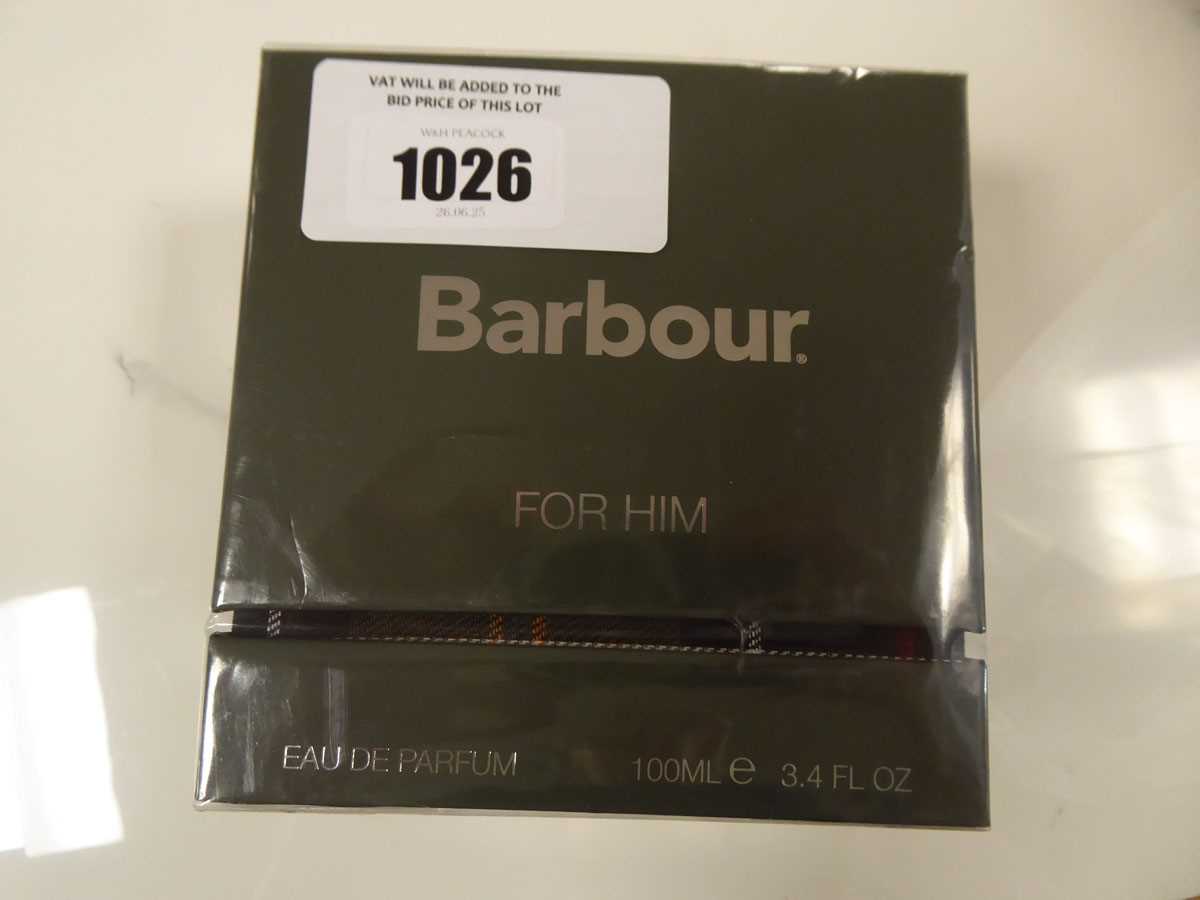 VAT WILL BE ADDED TO THE
BID PRICE OF THIS LOT
W&H PEACOCK
1026
26.06.25
Barbour®
FOR HIM
EAU DE PARFUM
100ML ℮ 3.4 FL OZ